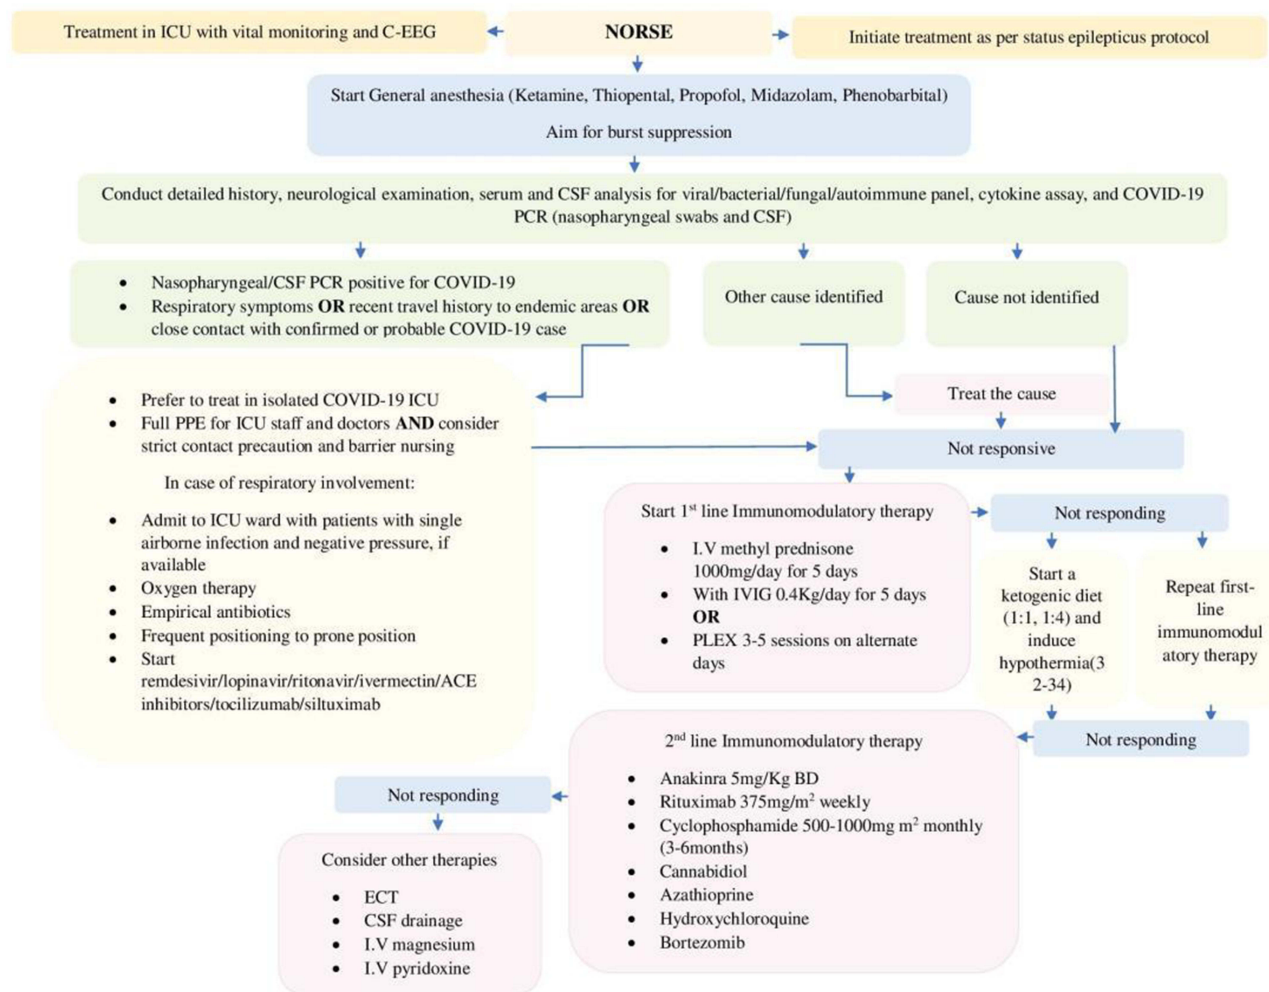 Treatment in ICU with vital monitoring and C-EEG
NORSE
Initiate treatment as per status epilepticus protocol
Start General anesthesia (Ketamine, Thiopental, Propofol, Midazolam, Phenobarbital)
Aim for burst suppression
Conduct detailed history, neurological examination, serum and CSF analysis for viral/bacterial/fungal/autoimmune panel, cytokine assay, and COVID-19
PCR (nasopharyngeal swabs and CSF)
• Nasopharyngeal/CSF PCR positive for COVID-19
• Respiratory symptoms OR recent travel history to endemic areas OR
close contact with confirmed or probable COVID-19 case
Other cause identified
Cause not identified
• Prefer to treat in isolated COVID-19 ICU
• Full PPE for ICU staff and doctors AND consider
strict contact precaution and barrier nursing
In case of respiratory involvement:
• Admit to ICU ward with patients with single
airborne infection and negative pressure, if
available
• Oxygen therapy
• Empirical antibiotics
• Frequent positioning to prone position
• Start
remdesivir/lopinavir/ritonavir/ivermectin/ACE
inhibitors/tocilizumab/siltuximab
Treat the cause
Not responsive
Start 1st line Immunomodulatory therapy
• I.V methyl prednisone
1000mg/day for 5 days
• With IVIG 0.4Kg/day for 5 days
OR
• PLEX 3-5 sessions on alternate
days
Not responding
Start a
ketogenic diet
(1:1, 1:4) and
induce
hypothermia(3
2-34)
Repeat first-
line
immunomodul
atory therapy
Not responding
2nd line Immunomodulatory therapy
• Anakinra 5mg/Kg BD
• Rituximab 375mg/m2 weekly
• Cyclophosphamide 500-1000mg m2 monthly
(3-6months)
• Cannabidiol
• Azathioprine
• Hydroxychloroquine
• Bortezomib
Not responding
Consider other therapies
• ECT
• CSF drainage
• I.V magnesium
• I.V pyridoxine